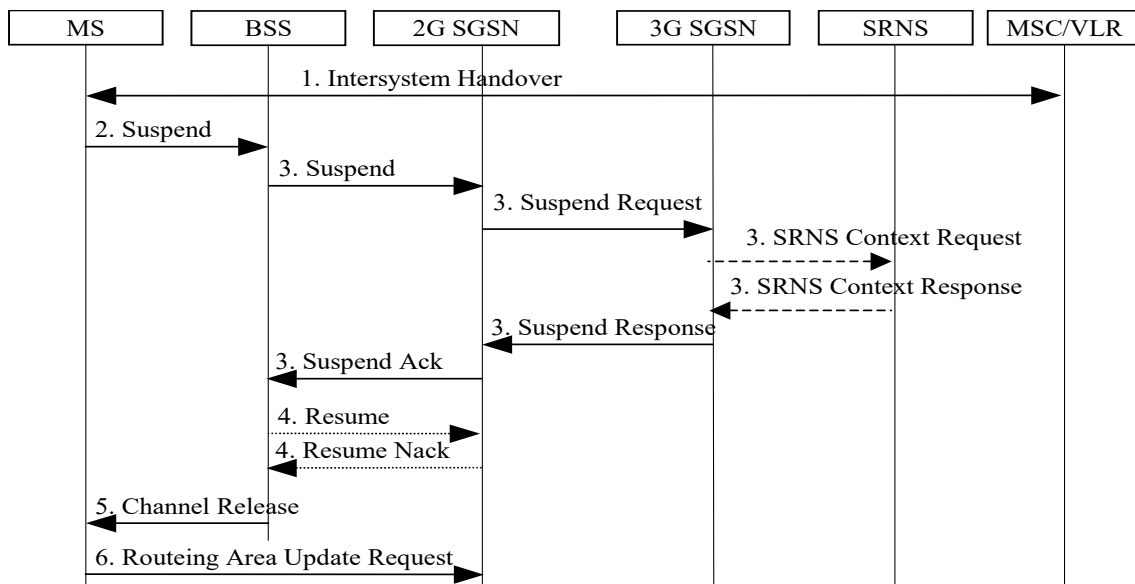 MS BSS 2G SGSN 3G SGSN SRNS MSC/VLR
1. Intersystem Handover
2. Suspend
3. Suspend
3. Suspend Request
3. SRNS Context Request
3. SRNS Context Response
3. Suspend Response
3. Suspend Ack
4. Resume
4. Resume Nack
5. Channel Release
6. Routeing Area Update Request